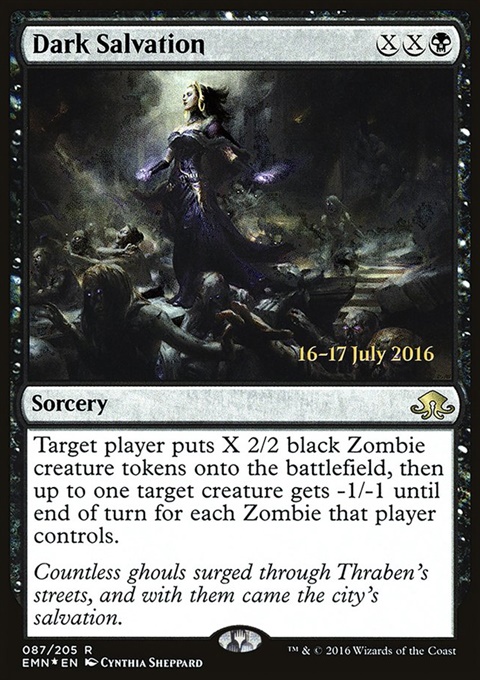 Dark Salvation X X
16-17 July 2016
Sorcery
Target player puts X 2/2 black Zombie
creature tokens onto the battlefield, then
up to one target creature gets -1/-1 until
end of turn for each Zombie that player
controls.
Countless ghouls surged through Thraben's
streets, and with them came the city's
salvation.
087/205 R
EMN★EN Cynthia Sheppard
™ & © 2016 Wizards of the Coast